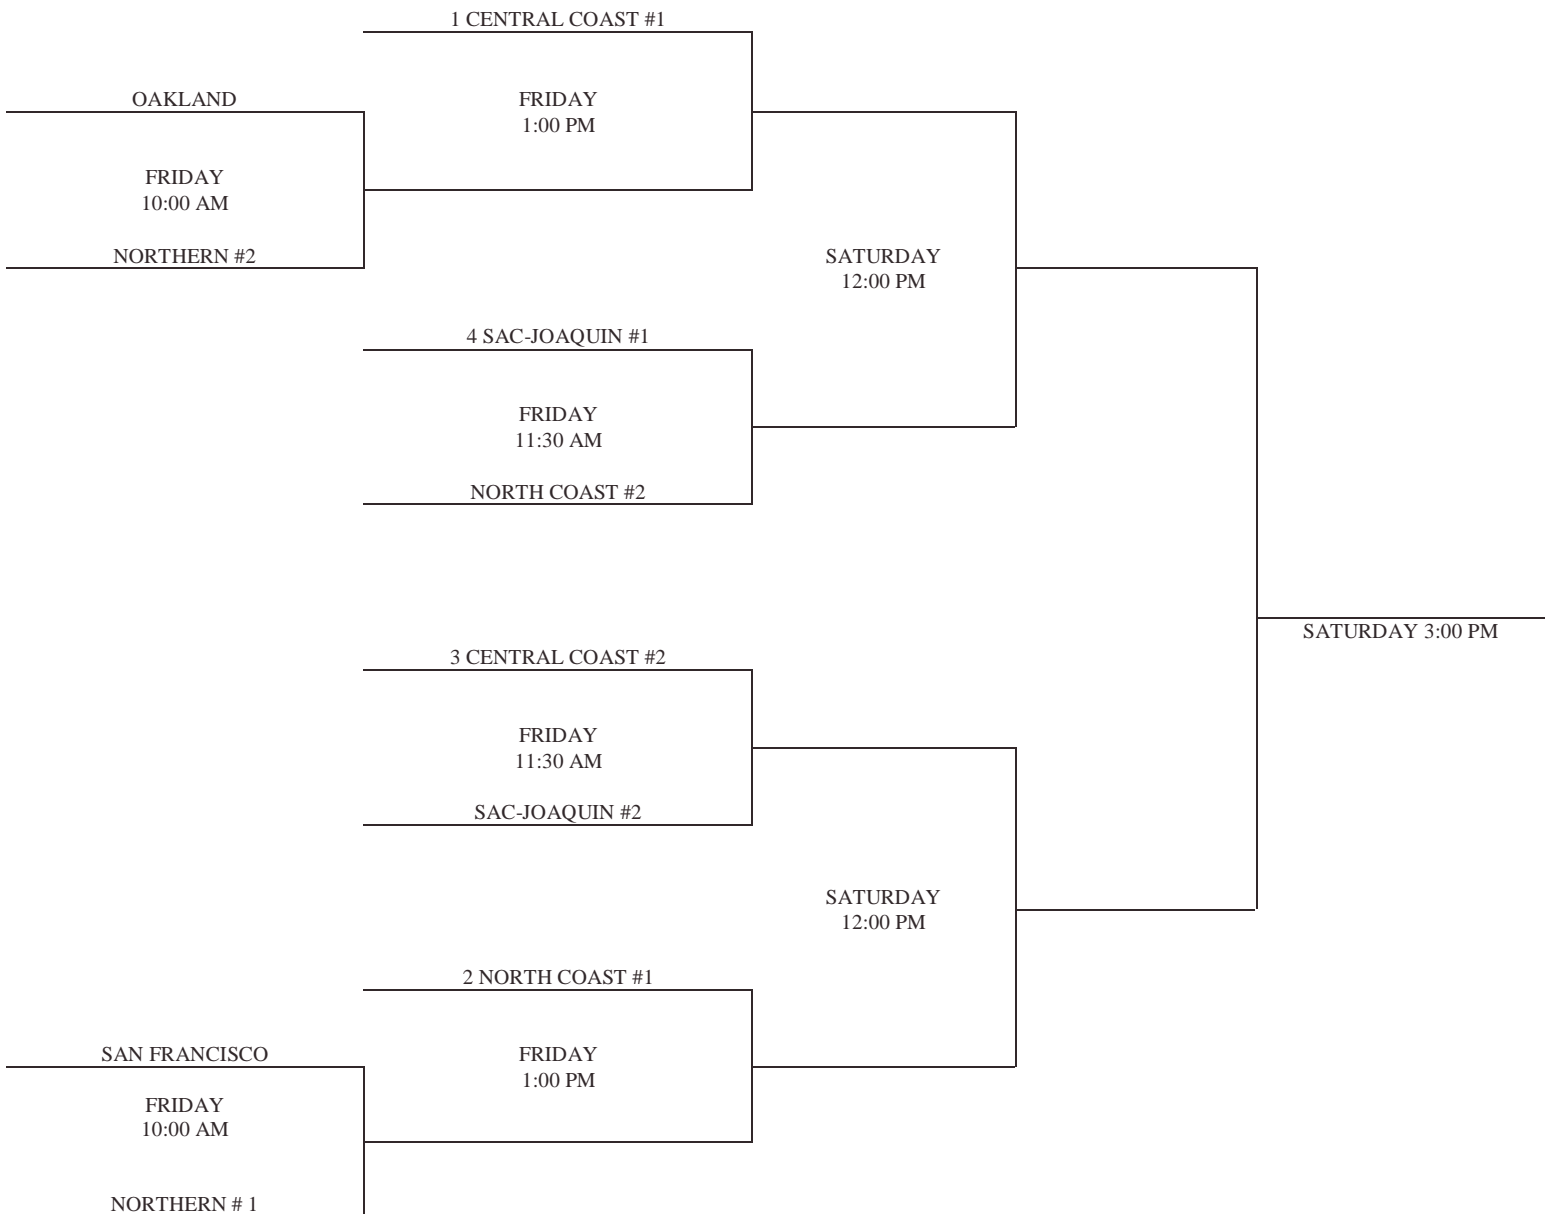 1 CENTRAL COAST #1
OAKLAND
FRIDAY
1:00 PM
FRIDAY
10:00 AM
NORTHERN #2
SATURDAY
12:00 PM
4 SAC-JOAQUIN #1
FRIDAY
11:30 AM
NORTH COAST #2
SATURDAY 3:00 PM
3 CENTRAL COAST #2
FRIDAY
11:30 AM
SAC-JOAQUIN #2
SATURDAY
12:00 PM
2 NORTH COAST #1
SAN FRANCISCO
FRIDAY
1:00 PM
FRIDAY
10:00 AM
NORTHERN # 1